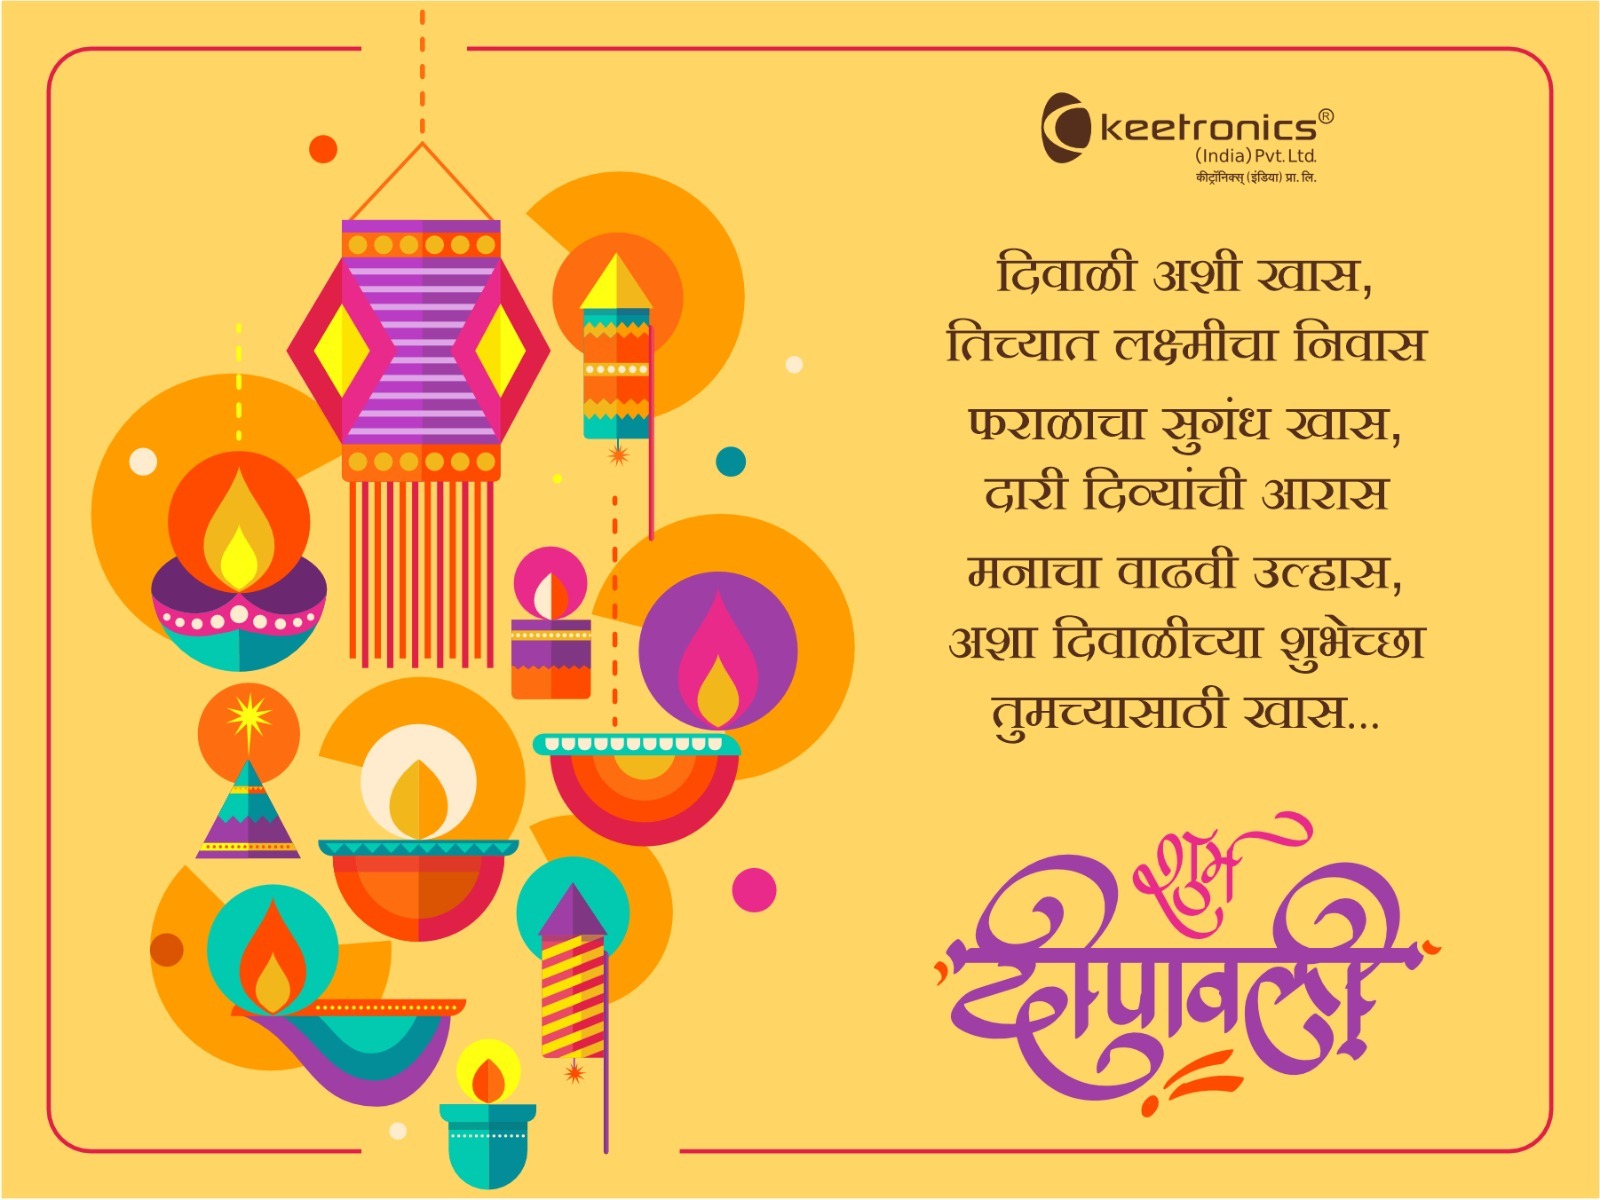 keetronics®
(India) Pvt. Ltd.
कीट्रॉनिक्स् (इंडिया) प्रा. लि.
दिवाळी अशी खास,
तिच्यात लक्ष्मीचा निवास
फराळाचा सुगंध खास,
दारी दिव्यांची आरास
मनाचा वाढवी उल्हास,
अशा दिवाळीच्या शुभेच्छा
तुमच्यासाठी खास...
शुभ
दीपावली